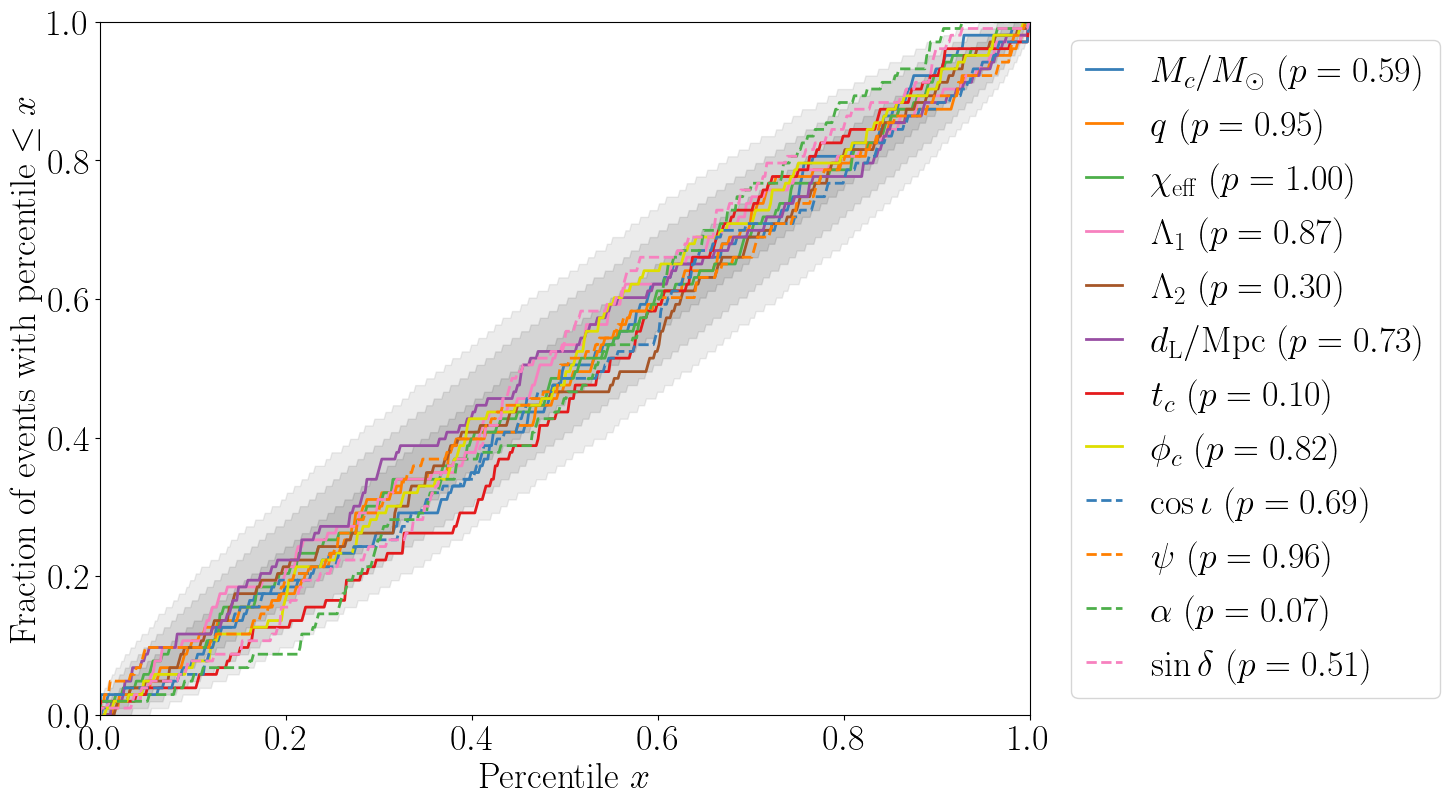 Fraction of events with percentile ≤ x
1.0
0.8
0.6
0.4
0.2
0.0
0.0 0.2 0.4 0.6 0.8 1.0
Percentile x
M_c/M_⊙ (p = 0.59)
q (p = 0.95)
χ_eff (p = 1.00)
Λ_1 (p = 0.87)
Λ_2 (p = 0.30)
d_L/Mpc (p = 0.73)
t_c (p = 0.10)
ϕ_c (p = 0.82)
cos ι (p = 0.69)
ψ (p = 0.96)
α (p = 0.07)
sin δ (p = 0.51)